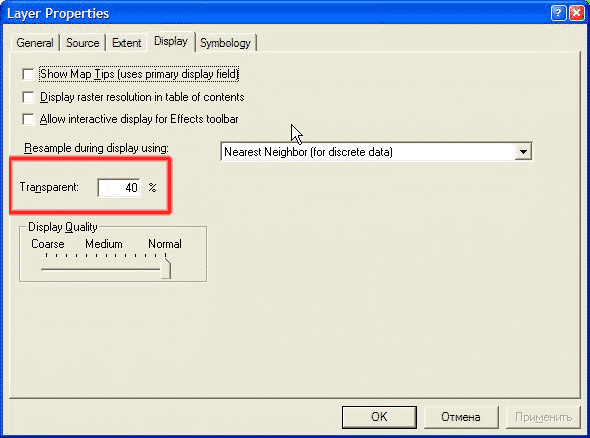 Layer Properties
General Source Extent Display Symbology
Show Map Tips (uses primary display field)
Display raster resolution in table of contents
Allow interactive display for Effects toolbar
Resample during display using: Nearest Neighbor (for discrete data)
Transparent: 40 %
Display Quality
Coarse Medium Normal
OK Отмена Применить